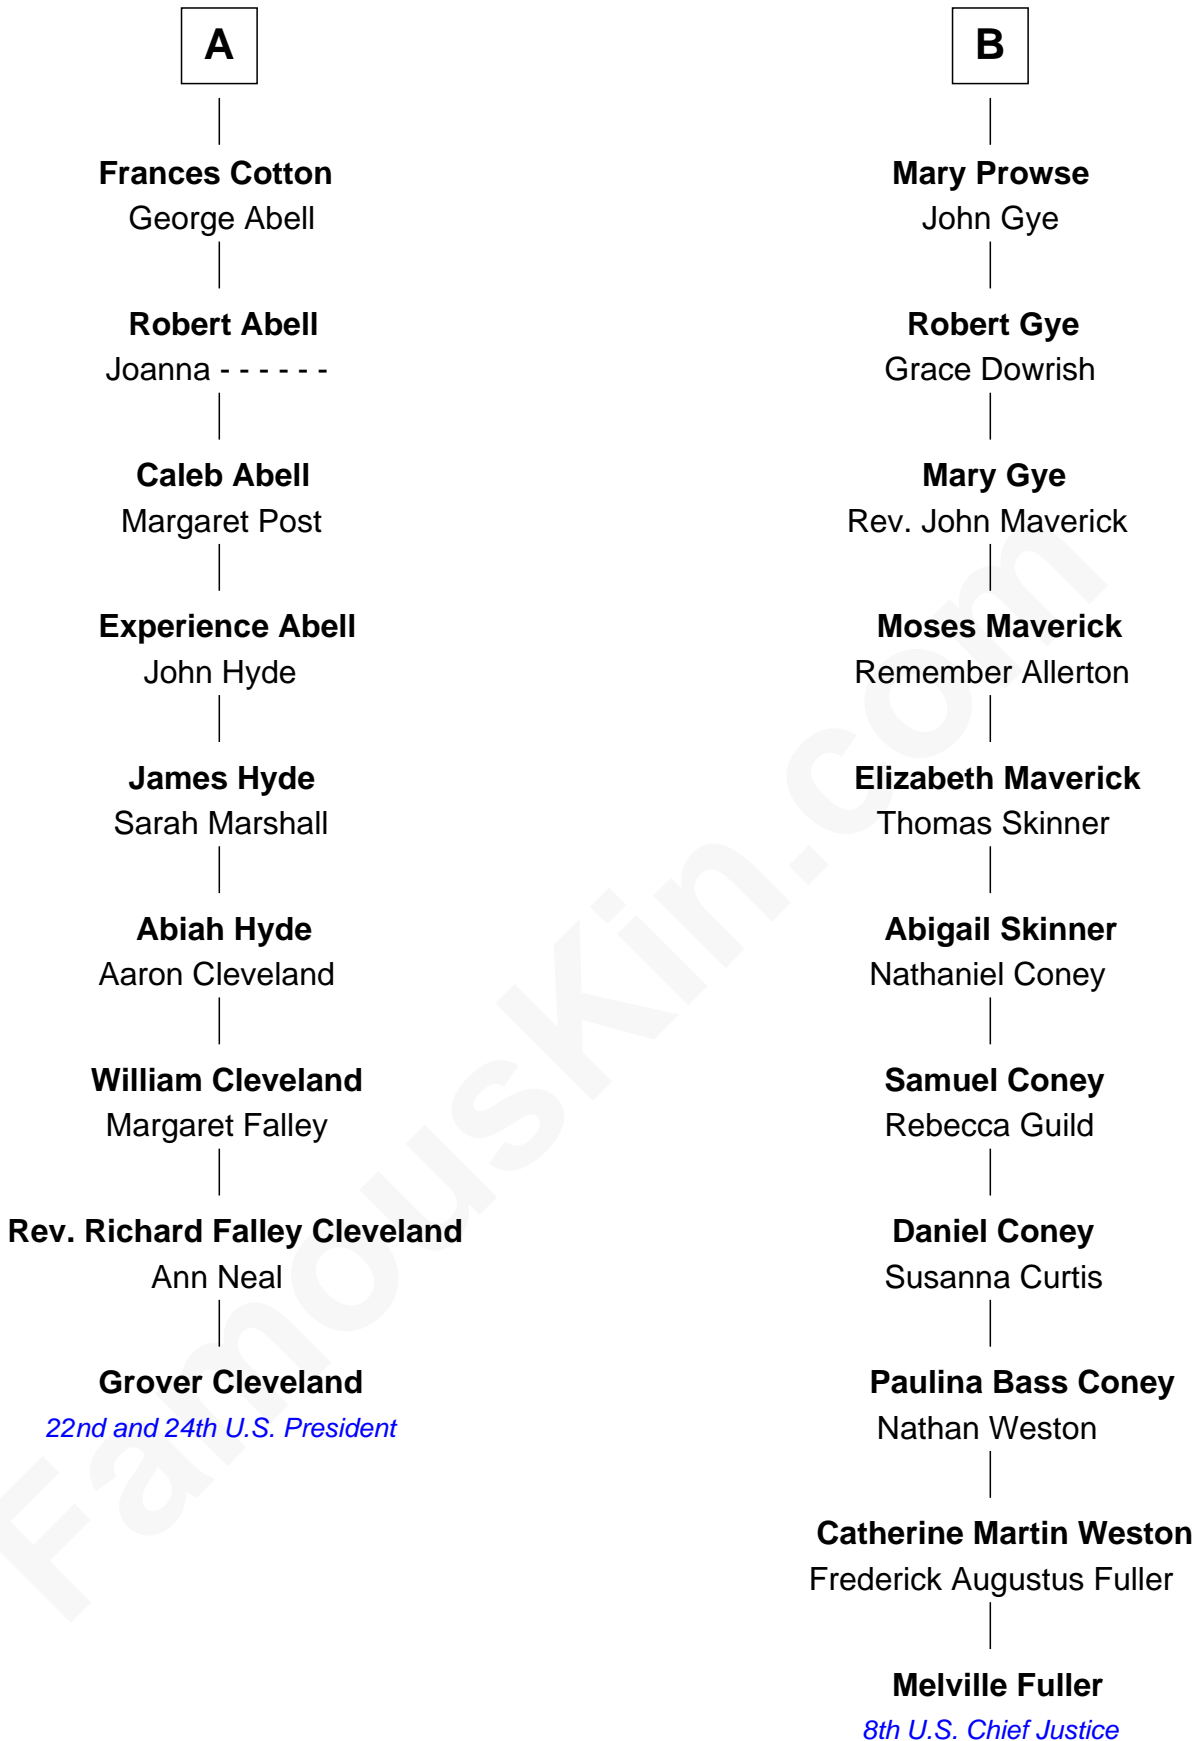 A
Frances Cotton
George Abell
Robert Abell
Joanna - - - - - -
Caleb Abell
Margaret Post
Experience Abell
John Hyde
James Hyde
Sarah Marshall
Abiah Hyde
Aaron Cleveland
William Cleveland
Margaret Falley
Rev. Richard Falley Cleveland
Ann Neal
Grover Cleveland
22nd and 24th U.S. President
B
Mary Prowse
John Gye
Robert Gye
Grace Dowrish
Mary Gye
Rev. John Maverick
Moses Maverick
Remember Allerton
Elizabeth Maverick
Thomas Skinner
Abigail Skinner
Nathaniel Coney
Samuel Coney
Rebecca Guild
Daniel Coney
Susanna Curtis
Paulina Bass Coney
Nathan Weston
Catherine Martin Weston
Frederick Augustus Fuller
Melville Fuller
8th U.S. Chief Justice
FamousKin.com